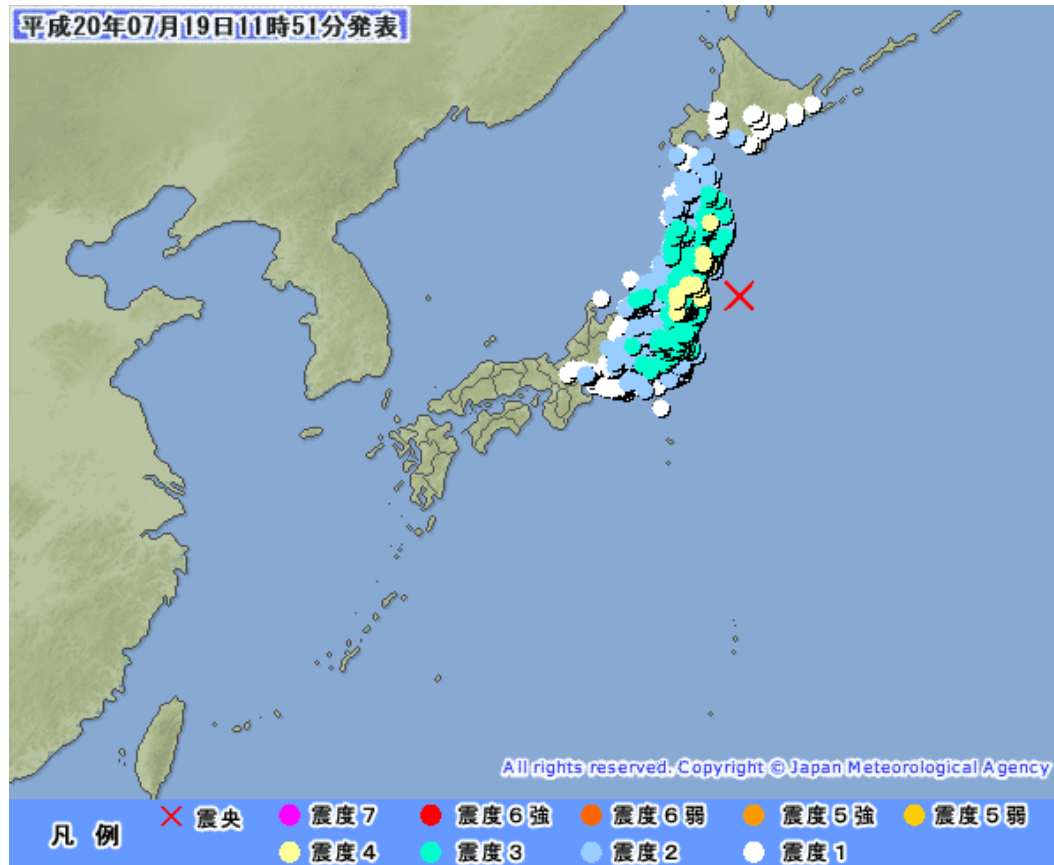 平成20年07月19日11時51分発表
All rights reserved. Copyright © Japan Meteorological Agency
凡 例 震央 震度７ 震度６強 震度６弱 震度５強 震度５弱
震度４ 震度３ 震度２ 震度１